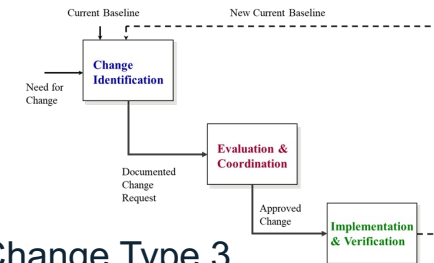 Current Baseline
New Current Baseline
Change
Identification
Need for
Change
Evaluation &
Coordination
Documented
Change
Request
Approved
Change
Implementation
& Verification
Change Type 3